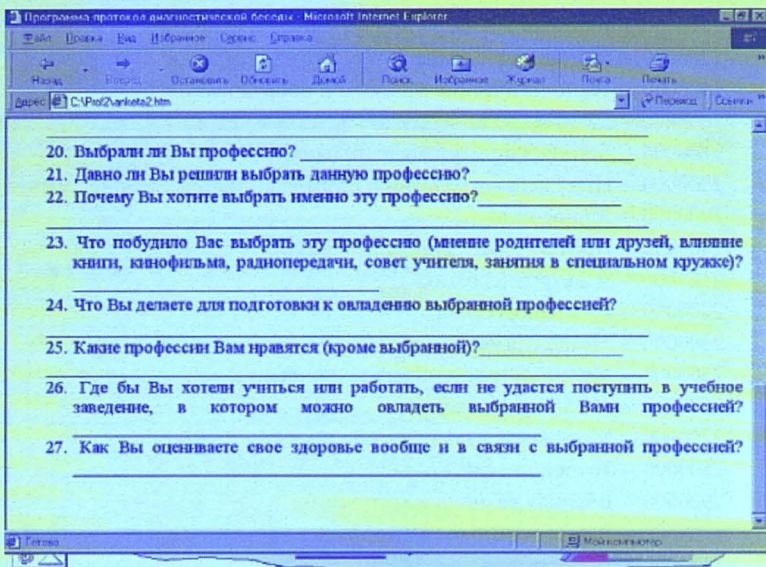 Программа протокол диагностической беседы - Microsoft Internet Explorer
Файл Правка Вид Избранное Сервис Справка
Назад Вперед Остановить Обновить Домой Поиск Избранное Журнал Почта Печать
Адрес C:\Prof2\anketa2.htm Переход Ссылки
20. Выбрали ли Вы профессию?
21. Давно ли Вы решили выбрать данную профессию?
22. Почему Вы хотите выбрать именно эту профессию?
23. Что побудило Вас выбрать эту профессию (мнение родителей или друзей, влияние
книги, кинофильма, радиопередачи, совет учителя, занятия в специальном кружке)?
24. Что Вы делаете для подготовки к овладению выбранной профессией?
25. Какие профессии Вам нравятся (кроме выбранной)?
26. Где бы Вы хотели учиться или работать, если не удастся поступить в учебное
заведение, в котором можно овладеть выбранной Вами профессией?
27. Как Вы оцениваете свое здоровье вообще и в связи с выбранной профессией?
Готово Мой компьютер